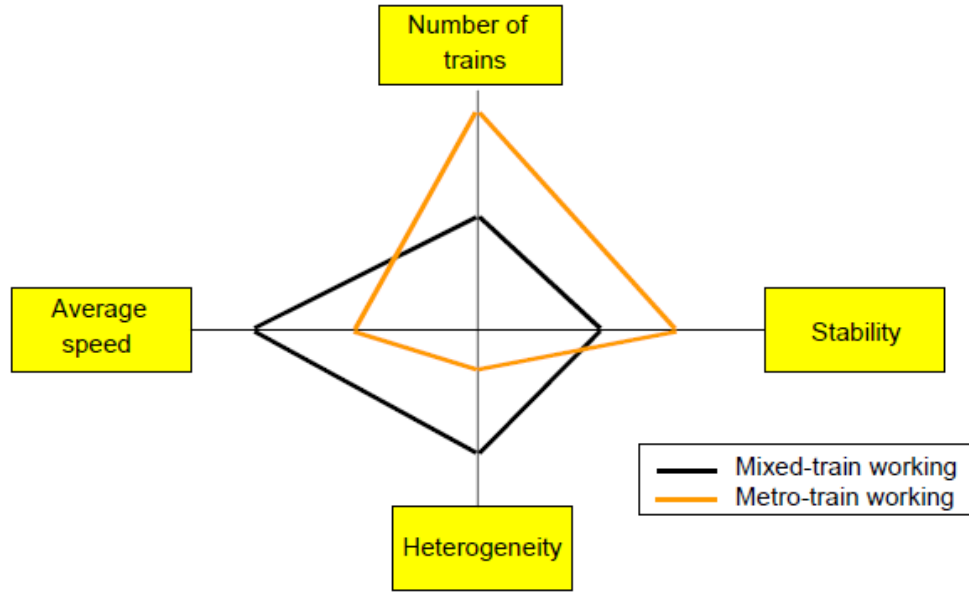 Number of
trains
Average
speed
Stability
Mixed-train working
Metro-train working
Heterogeneity